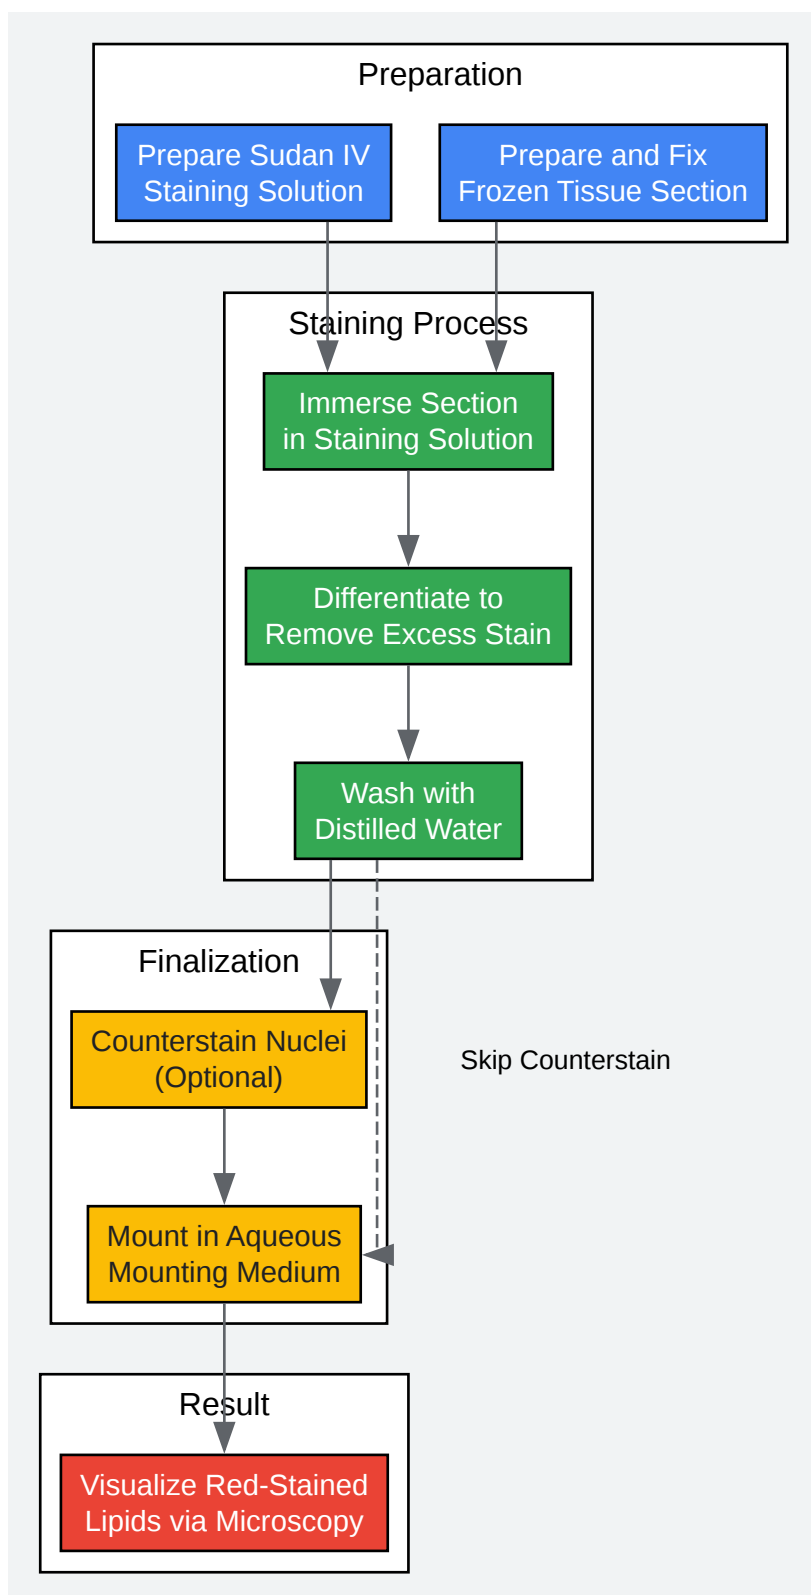 Preparation
Prepare Sudan IV
Staining Solution
Prepare and Fix
Frozen Tissue Section
Staining Process
Immerse Section
in Staining Solution
Differentiate to
Remove Excess Stain
Wash with
Distilled Water
Finalization
Counterstain Nuclei
(Optional)
Skip Counterstain
Mount in Aqueous
Mounting Medium
Result
Visualize Red-Stained
Lipids via Microscopy